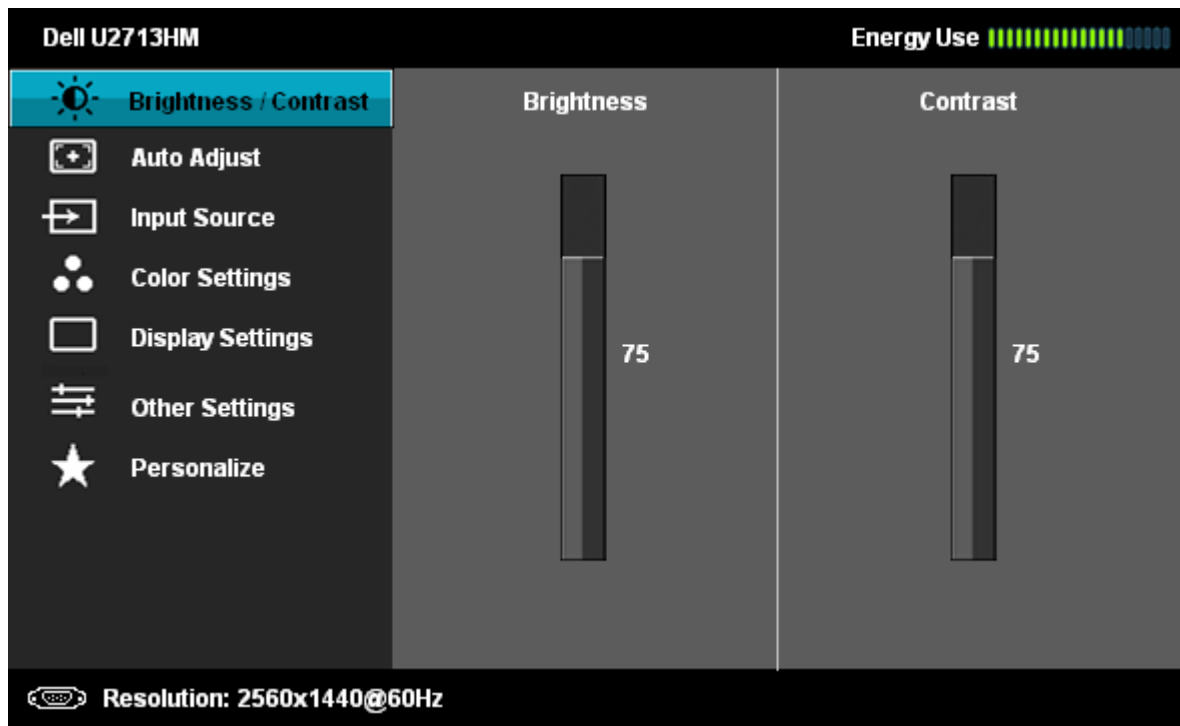 Dell U2713HM
Energy Use
Brightness / Contrast
Auto Adjust
Input Source
Color Settings
Display Settings
Other Settings
Personalize
Brightness
75
Contrast
75
Resolution: 2560x1440@60Hz